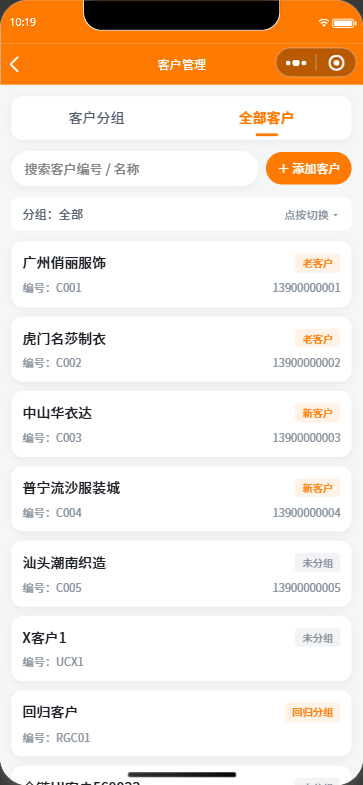 10:19
客户管理
客户分组 全部客户
搜索客户编号 / 名称 + 添加客户
分组：全部 点按切换
广州俏丽服饰 老客户
编号：C001 13900000001
虎门名莎制衣 老客户
编号：C002 13900000002
中山华衣达 新客户
编号：C003 13900000003
普宁流沙服装城 新客户
编号：C004 13900000004
汕头潮南织造 未分组
编号：C005 13900000005
X客户1 未分组
编号：UCX1
回归客户 回归分组
编号：RGC01